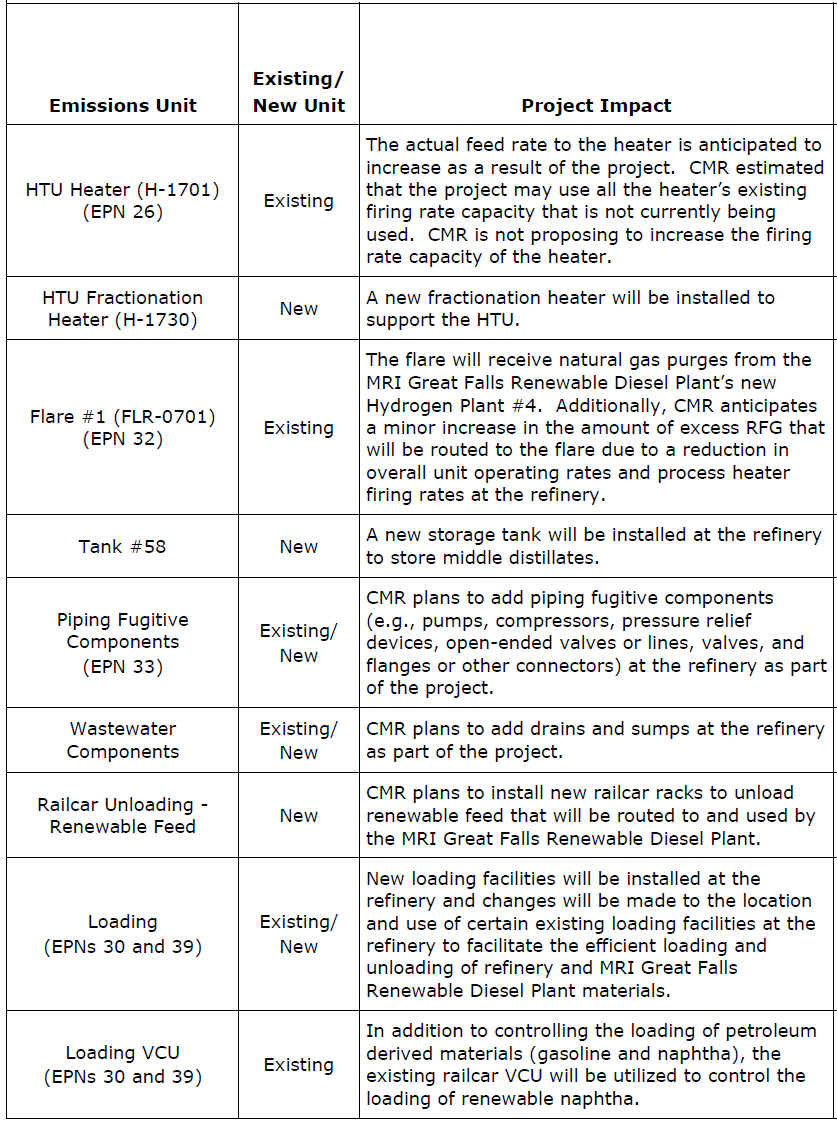 Emissions Unit
Existing/
New Unit
Project Impact
HTU Heater (H-1701)
(EPN 26)
Existing
The actual feed rate to the heater is anticipated to
increase as a result of the project.  CMR estimated
that the project may use all the heater’s existing
firing rate capacity that is not currently being
used.  CMR is not proposing to increase the firing
rate capacity of the heater.
HTU Fractionation
Heater (H-1730)
New
A new fractionation heater will be installed to
support the HTU.
Flare #1 (FLR-0701)
(EPN 32)
Existing
The flare will receive natural gas purges from the
MRI Great Falls Renewable Diesel Plant’s new
Hydrogen Plant #4.  Additionally, CMR anticipates
a minor increase in the amount of excess RFG that
will be routed to the flare due to a reduction in
overall unit operating rates and process heater
firing rates at the refinery.
Tank #58
New
A new storage tank will be installed at the refinery
to store middle distillates.
Piping Fugitive
Components
(EPN 33)
Existing/
New
CMR plans to add piping fugitive components
(e.g., pumps, compressors, pressure relief
devices, open-ended valves or lines, valves, and
flanges or other connectors) at the refinery as part
of the project.
Wastewater
Components
Existing/
New
CMR plans to add drains and sumps at the refinery
as part of the project.
Railcar Unloading -
Renewable Feed
New
CMR plans to install new railcar racks to unload
renewable feed that will be routed to and used by
the MRI Great Falls Renewable Diesel Plant.
Loading
(EPNs 30 and 39)
Existing/
New
New loading facilities will be installed at the
refinery and changes will be made to the location
and use of certain existing loading facilities at the
refinery to facilitate the efficient loading and
unloading of refinery and MRI Great Falls
Renewable Diesel Plant materials.
Loading VCU
(EPNs 30 and 39)
Existing
In addition to controlling the loading of petroleum
derived materials (gasoline and naphtha), the
existing railcar VCU will be utilized to control the
loading of renewable naphtha.